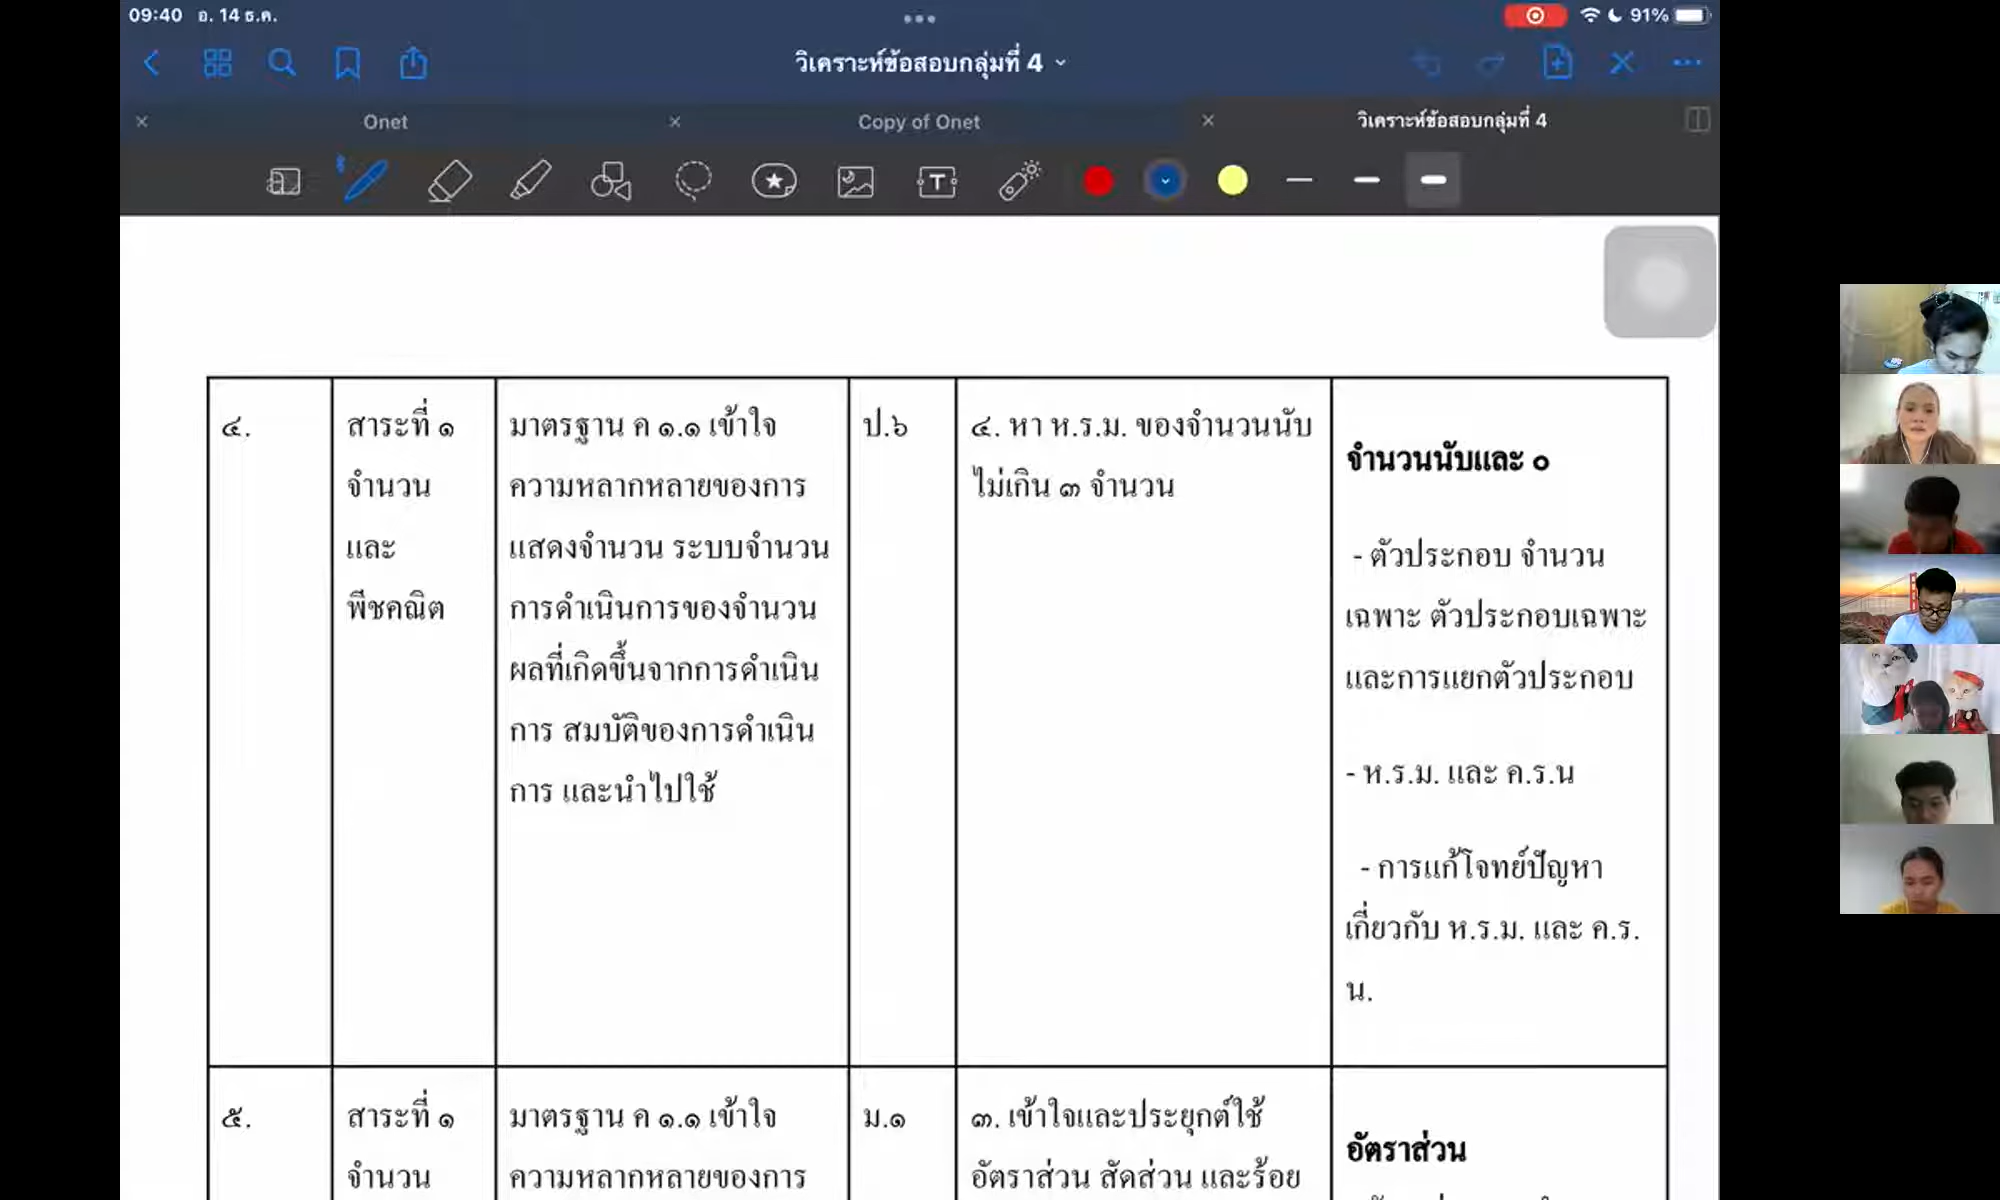 09:40 อ. 14 ธ.ค.
91%
วิเคราะห์ข้อสอบกลุ่มที่ 4
Onet
Copy of Onet
วิเคราะห์ข้อสอบกลุ่มที่ 4
๔.
สาระที่ ๑
จำนวน
และ
พีชคณิต
มาตรฐาน ค ๑.๑ เข้าใจ
ความหลากหลายของการ
แสดงจำนวน ระบบจำนวน
การดำเนินการของจำนวน
ผลที่เกิดขึ้นจากการดำเนิน
การ สมบัติของการดำเนิน
การ และนำไปใช้
ป.๖
๔. หา ห.ร.ม. ของจำนวนนับ
ไม่เกิน ๓ จำนวน
จำนวนนับและ ๐
- ตัวประกอบ จำนวน
เฉพาะ ตัวประกอบเฉพาะ
และการแยกตัวประกอบ
- ห.ร.ม. และ ค.ร.น
- การแก้โจทย์ปัญหา
เกี่ยวกับ ห.ร.ม. และ ค.ร.
น.
๕.
สาระที่ ๑
จำนวน
มาตรฐาน ค ๑.๑ เข้าใจ
ความหลากหลายของการ
ม.๑
๓. เข้าใจและประยุกต์ใช้
อัตราส่วน สัดส่วน และร้อย
อัตราส่วน